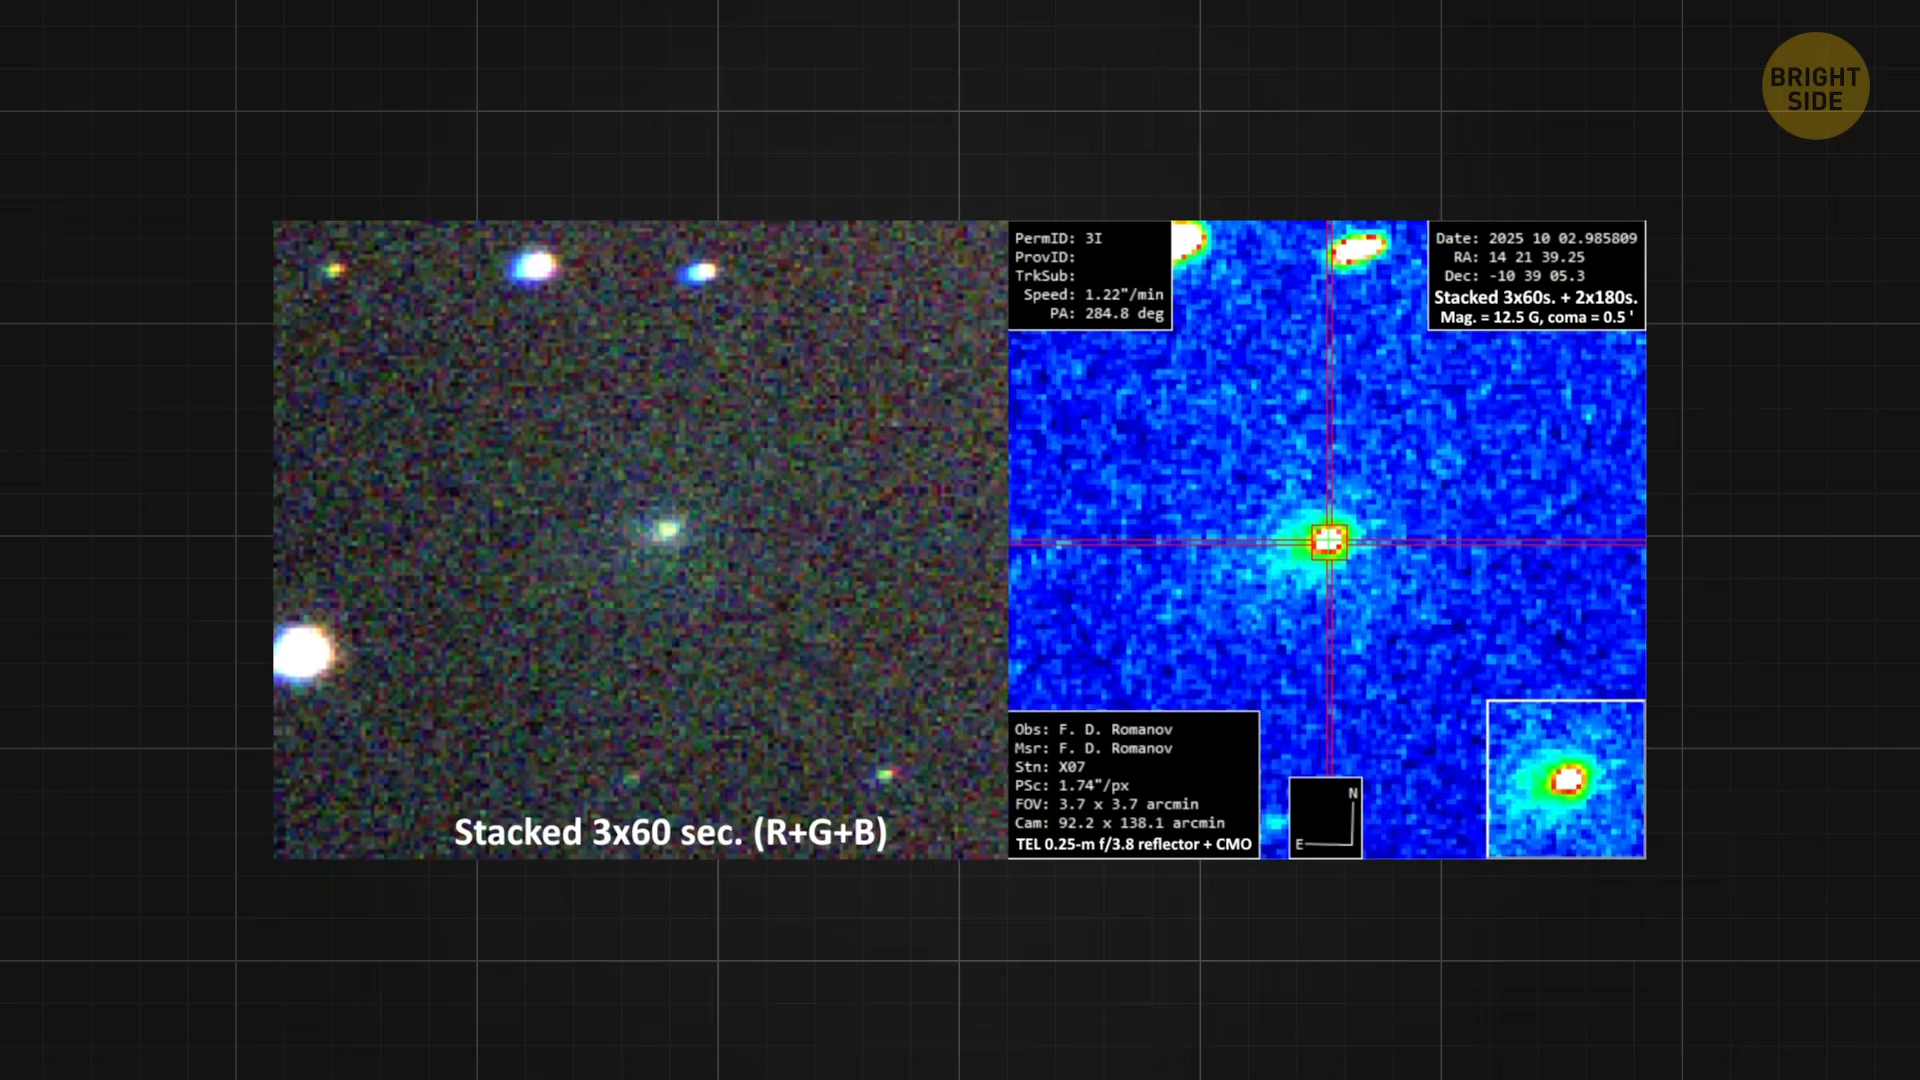 BRIGHT
SIDE
PermID: 3I
ProvID:
TrkSub:
Speed: 1.22"/min
PA: 284.8 deg
Date: 2025 10 02.985809
RA: 14 21 39.25
Dec: -10 39 05.3
Stacked 3x60s. + 2x180s.
Mag. = 12.5 G, coma = 0.5 '
Obs: F. D. Romanov
Msr: F. D. Romanov
Stn: X07
PSc: 1.74"/px
FOV: 3.7 x 3.7 arcmin
Cam: 92.2 x 138.1 arcmin
TEL 0.25-m f/3.8 reflector + CMO
N
E
Stacked 3x60 sec. (R+G+B)